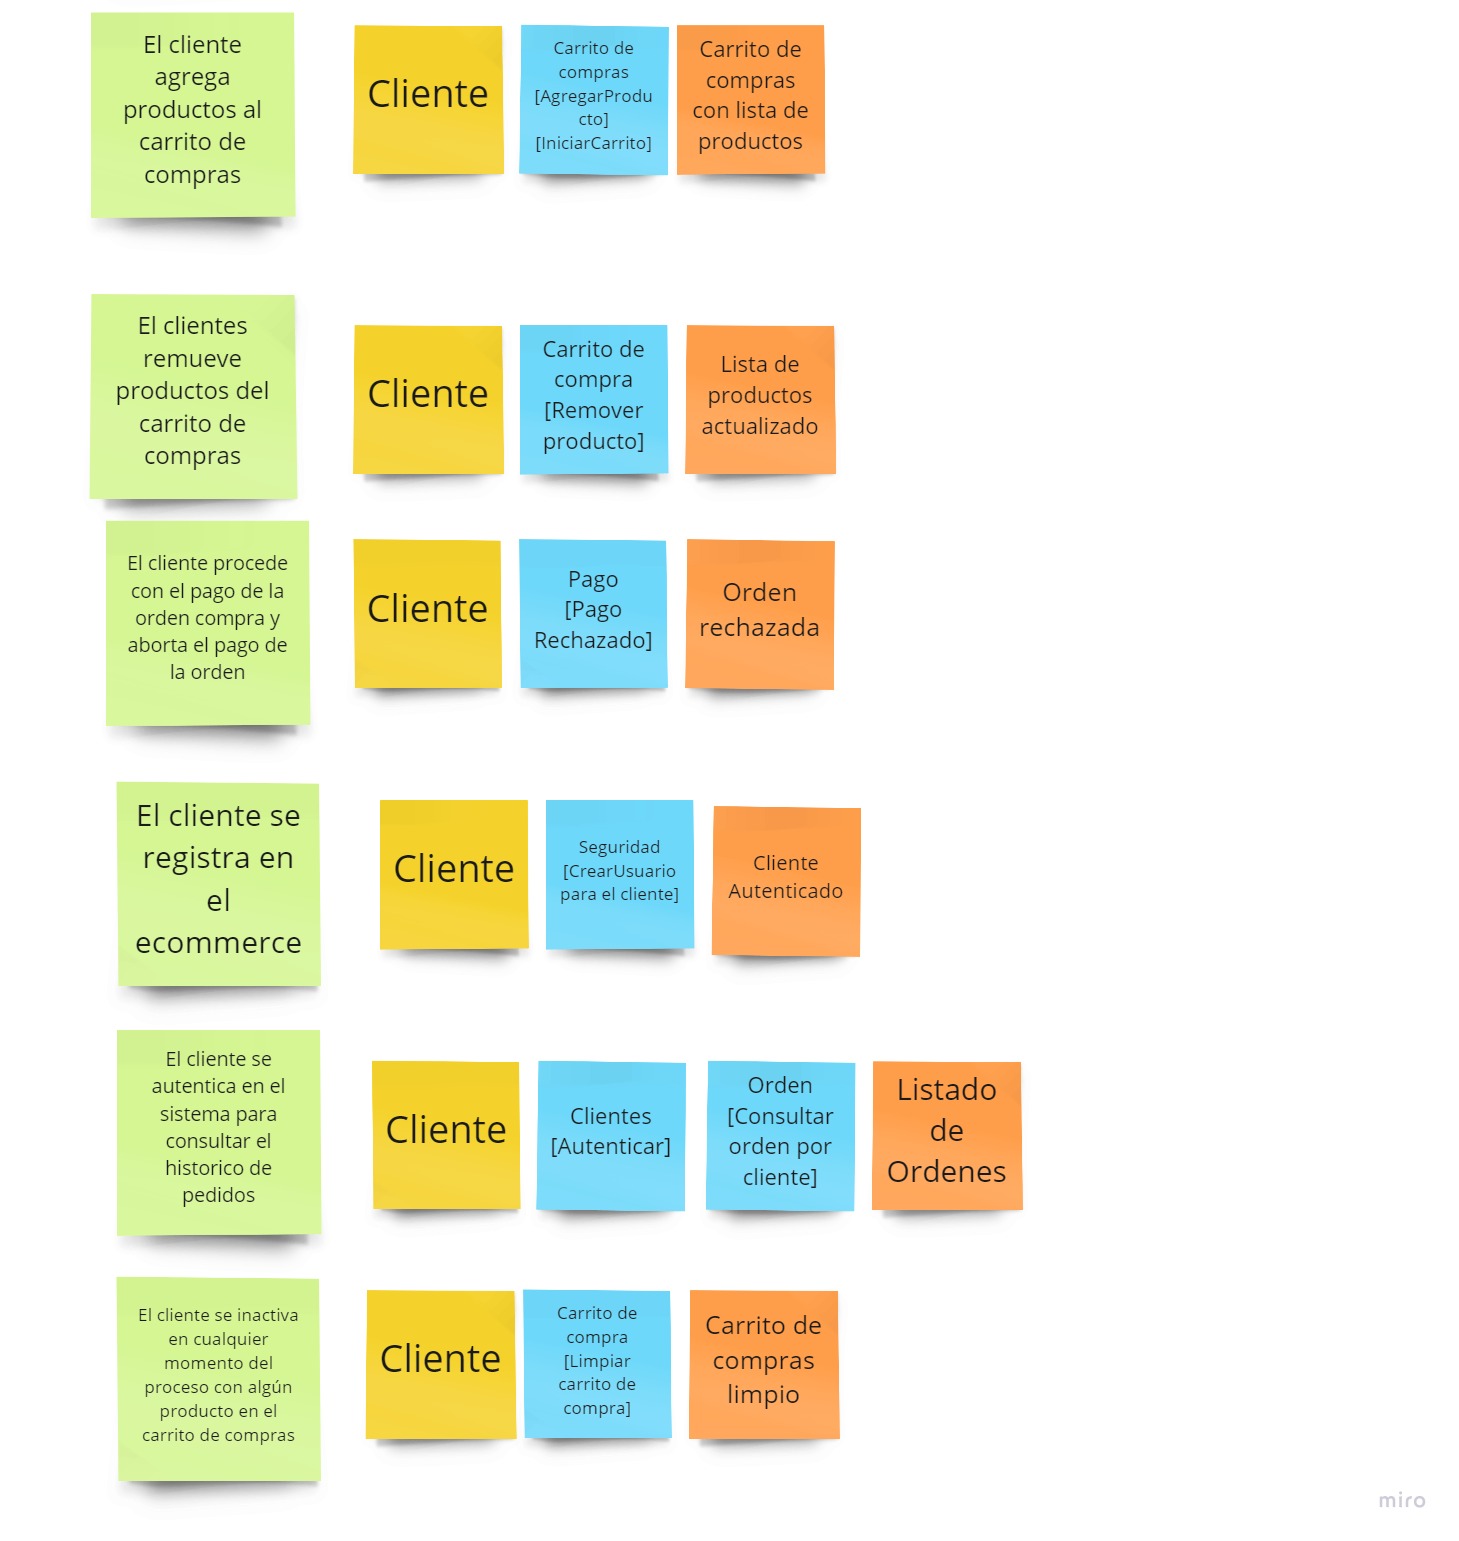 El cliente
agrega
productos al
carrito de
compras
Cliente
Carrito de
compras
[AgregarProdu
cto]
[IniciarCarrito]
Carrito de
compras
con lista de
productos
El clientes
remueve
productos del
carrito de
compras
Cliente
Carrito de
compra
[Remover
producto]
Lista de
productos
actualizado
El cliente procede
con el pago de la
orden compra y
aborta el pago de
la orden
Cliente
Pago
[Pago
Rechazado]
Orden
rechazada
El cliente se
registra en
el
ecommerce
Cliente
Seguridad
[CrearUsuario
para el cliente]
Cliente
Autenticado
El cliente se
autentica en el
sistema para
consultar el
historico de
pedidos
Cliente
Clientes
[Autenticar]
Orden
[Consultar
orden por
cliente]
Listado
de
Ordenes
El cliente se inactiva
en cualquier
momento del
proceso con algún
producto en el
carrito de compras
Cliente
Carrito de
compra
[Limpiar
carrito de
compra]
Carrito de
compras
limpio
miro